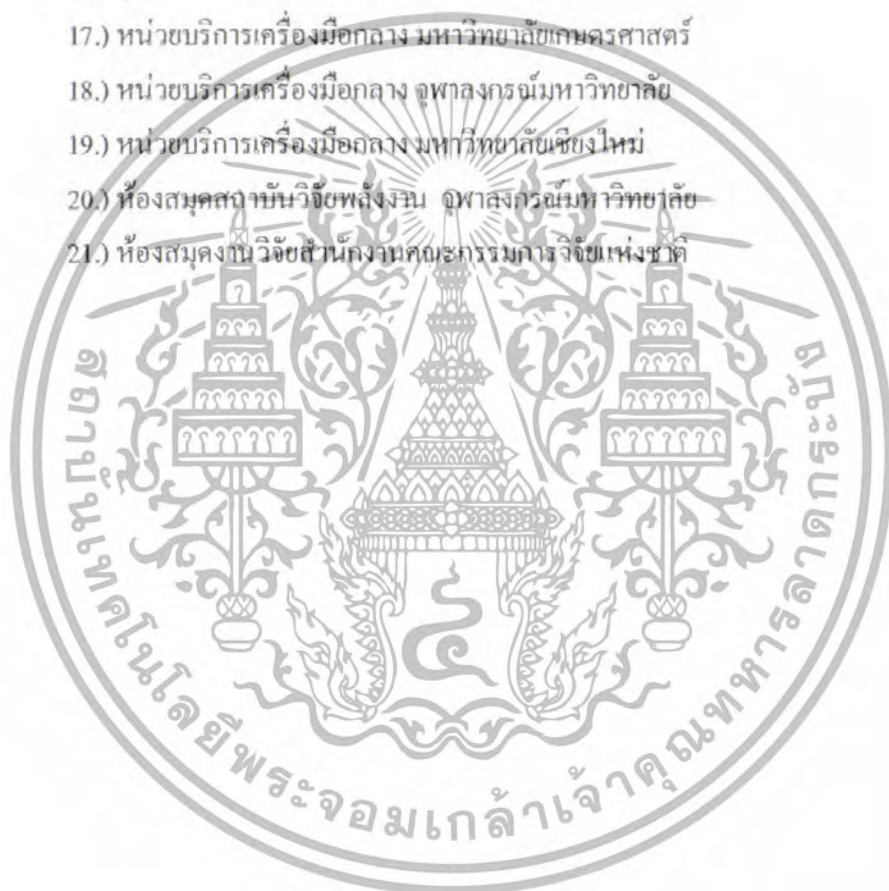 17.) หน่วยบริการเครื่องมือกลาง มหาวิทยาลัยเกษตรศาสตร์
18.) หน่วยบริการเครื่องมือกลาง จุฬาลงกรณ์มหาวิทยาลัย
19.) หน่วยบริการเครื่องมือกลาง มหาวิทยาลัยเชียงใหม่
20.) ห้องสมุดสถาบันวิจัยพลังงาน จุฬาลงกรณ์มหาวิทยาลัย
21.) ห้องสมุดงานวิจัยสำนักงานคณะกรรมการวิจัยแห่งชาติ
สถาบันเทคโนโลยีพระจอมเกล้าเจ้าคุณทหารลาดกระบัง
๔